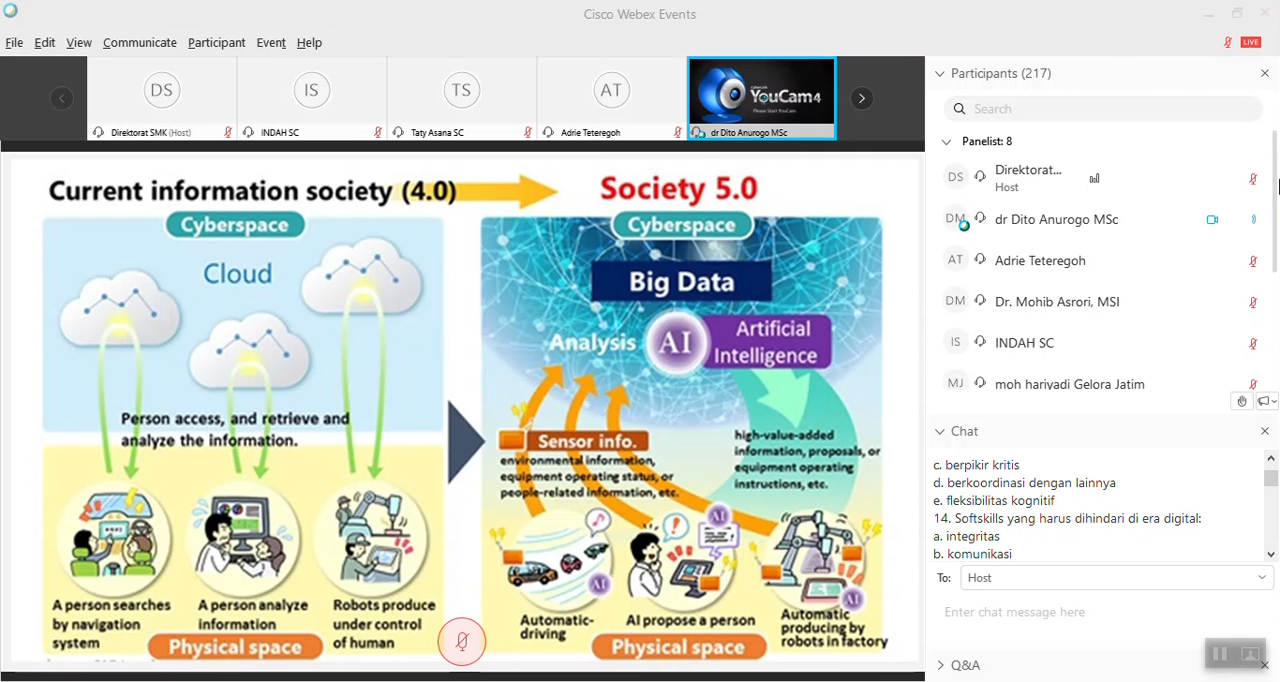 Cisco Webex Events
File Edit View Communicate Participant Event Help
LIVE
DS
IS
TS
AT
YouCam4
Please Start YouCam
Direktorat SMK (Host)
INDAH SC
Taty Asana SC
Adrie Teteregoh
dr Dito Anurogo MSc
Current information society (4.0)
Society 5.0
Cyberspace
Cloud
Person access, and retrieve and
analyze the information.
A person searches
by navigation
system
A person analyze
information
Robots produce
under control
of human
Physical space
Cyberspace
Big Data
Analysis
AI
Artificial
Intelligence
Sensor info.
environmental information,
equipment operating status, or
people-related information, etc.
high-value-added
information, proposals, or
equipment operating
instructions, etc.
AI
AI
AI
Automatic-
driving
AI propose a person
Automatic
producing by
robots in factory
Physical space
Participants (217)
Search
Panelist: 8
DS
Direktorat...
Host
DM
dr Dito Anurogo MSc
AT
Adrie Teteregoh
DM
Dr. Mohib Asrori, MSI
IS
INDAH SC
MJ
moh hariyadi Gelora Jatim
Chat
c. berpikir kritis
d. berkoordinasi dengan lainnya
e. fleksibilitas kognitif
14. Softskills yang harus dihindari di era digital:
a. integritas
b. komunikasi
To:
Host
Enter chat message here
Q&A